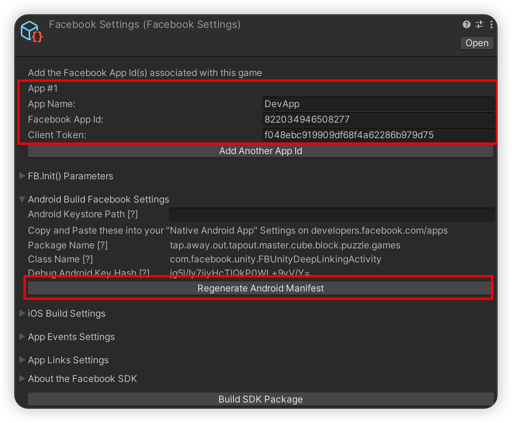 Facebook Settings (Facebook Settings)
Open
Add the Facebook App Id(s) associated with this game
App #1
App Name: DevApp
Facebook App Id: 822034946508277
Client Token: f048ebc919909df68f4a62286b979d75
Add Another App Id
FB.Init() Parameters
Android Build Facebook Settings
Android Keystore Path [?]
Copy and Paste these into your "Native Android App" Settings on developers.facebook.com/apps
Package Name [?] tap.away.out.tapout.master.cube.block.puzzle.games
Class Name [?] com.facebook.unity.FBUnityDeepLinkingActivity
Debug Android Key Hash [?]
Regenerate Android Manifest
iOS Build Settings
App Events Settings
App Links Settings
About the Facebook SDK
Build SDK Package